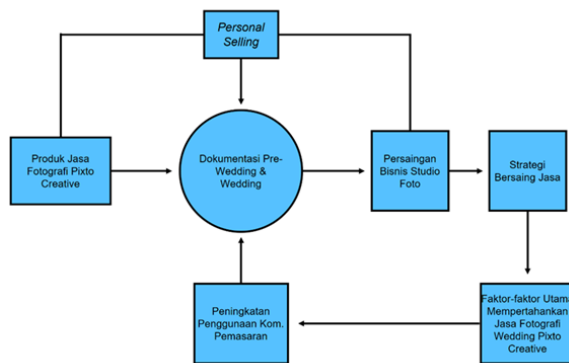 Personal
Selling
Produk Jasa
Fotografi Pixto
Creative
Dokumentasi Pre-
Wedding &
Wedding
Persaingan
Bisnis Studio
Foto
Strategi
Bersaing Jasa
Peningkatan
Penggunaan Kom.
Pemasaran
Faktor-faktor Utama
Mempertahankan
Jasa Fotografi
Wedding Pixto
Creative